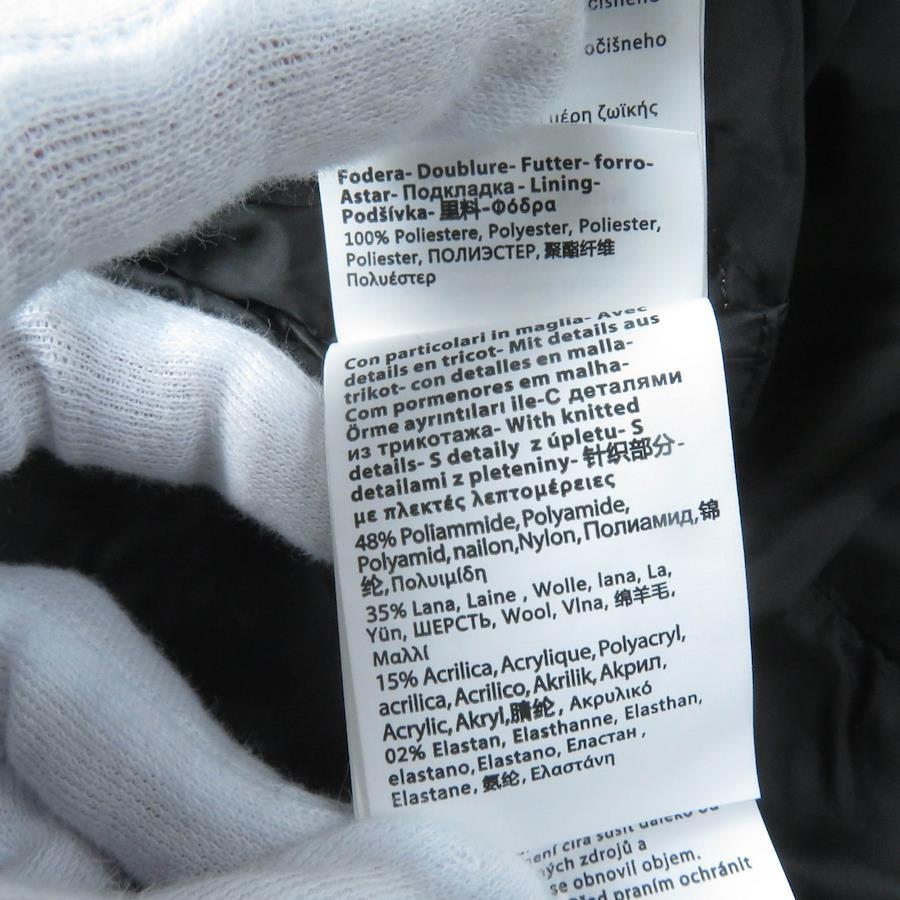 očišneho
μέρη ζωϊκής
Fodera- Doublure- Futter- forro-
Astar- Подкладка - Lining-
Podšívka- 里料-Φόδρα
100% Poliestere, Polyester, Poliester,
Poliester, ПОЛИЭСТЕР, 聚酯纤维
Πολυέστερ
Con particolari in maglia- Avec
details en tricot- Mit details aus
trikot- con detalles en malla-
Com pormenores em malha-
Örme ayrıntıları ile-С деталями
из трикотажа- With knitted
details- S detaily z úpletu- S
detailami z pleteniny- 针织部分-
με πλεκτές λεπτομέρειες
48% Poliammide, Polyamide,
Polyamid, nailon,Nylon, Полиамид,锦
纶,Πολυιμίδη
35% Lana, Laine , Wolle, lana, La,
Yün, ШЕРСТЬ, Wool, Vlna, 绵羊毛,
Μαλλί
15% Acrilica, Acrylique, Polyacryl,
acrilica, Acrilico, Akrilik, Акрил,
Acrylic, Akryl,腈纶, Ακρυλικό
02% Elastan, Elasthanne, Elasthan,
elastano, Elastano, Еластан ,
Elastane, 氨纶, Ελαστάνη
sušit daleko od
ných zdrojů a
se obnovil objem.
Před praním ochránit